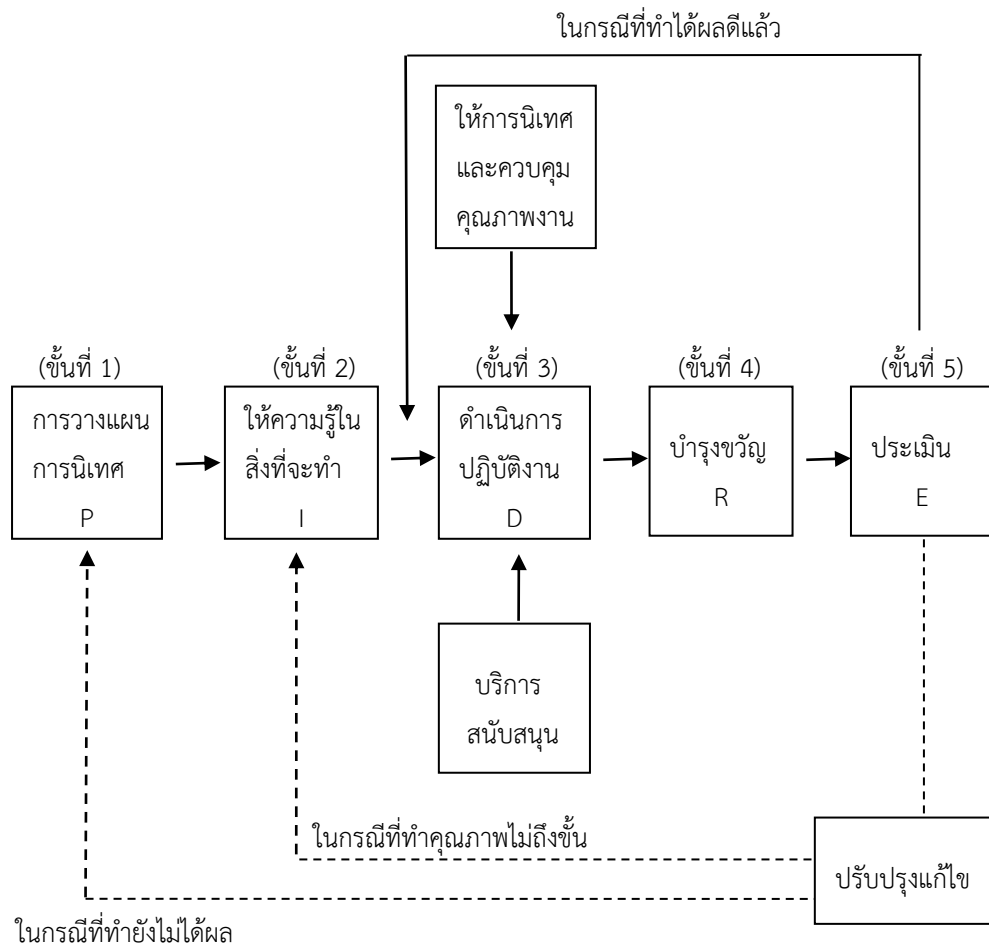 ในกรณีที่ทำได้ผลดีแล้ว
ให้การนิเทศ
และควบคุม
คุณภาพงาน
(ขั้นที่ 1)
การวางแผน
การนิเทศ
P
(ขั้นที่ 2)
ให้ความรู้ใน
สิ่งที่จะทำ
I
(ขั้นที่ 3)
ดำเนินการ
ปฏิบัติงาน
D
(ขั้นที่ 4)
บำรุงขวัญ
R
(ขั้นที่ 5)
ประเมิน
E
บริการ
สนับสนุน
ในกรณีที่ทำคุณภาพไม่ถึงขั้น
ปรับปรุงแก้ไข
ในกรณีที่ทำยังไม่ได้ผล